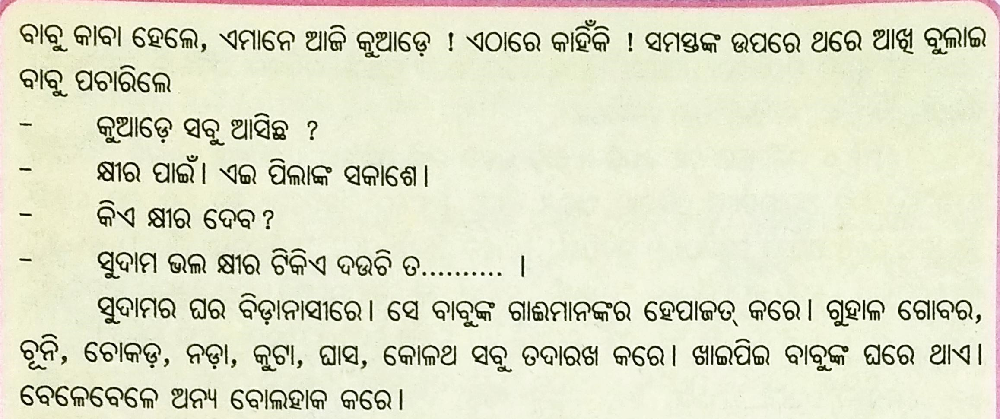 ବାବୁ କାବା ହେଲେ, ଏମାନେ ଆଜି କୁଆଡ଼େ ! ଏଠାରେ କାହିଁକି ! ସମସ୍ତଙ୍କ ଉପରେ ଥରେ ଆଖି ବୁଲାଇ
ବାବୁ ପଚାରିଲେ
– କୁଆଡ଼େ ସବୁ ଆସିଛ ?
– କ୍ଷୀର ପାଇଁ। ଏଇ ପିଲାଙ୍କ ସକାଶେ।
– କିଏ କ୍ଷୀର ଦେବ ?
– ସୁଦାମ ଭଲ କ୍ଷୀର ଟିକିଏ ଦଉଚି ତ.......... ।
ସୁଦାମର ଘର ବିଡ଼ାନାସୀରେ। ସେ ବାବୁଙ୍କ ଗାଈମାନଙ୍କର ହେପାଜତ୍ କରେ। ଗୁହାଳ ଗୋବର,
ଚୂନି, ଚୋକଡ଼, ନଡ଼ା, କୁଟା, ଘାସ, କୋଳଥ ସବୁ ତଦାରଖ କରେ। ଖାଇପିଇ ବାବୁଙ୍କ ଘରେ ଥାଏ।
ବେଳେବେଳେ ଅନ୍ୟ ବୋଲହାକ କରେ।